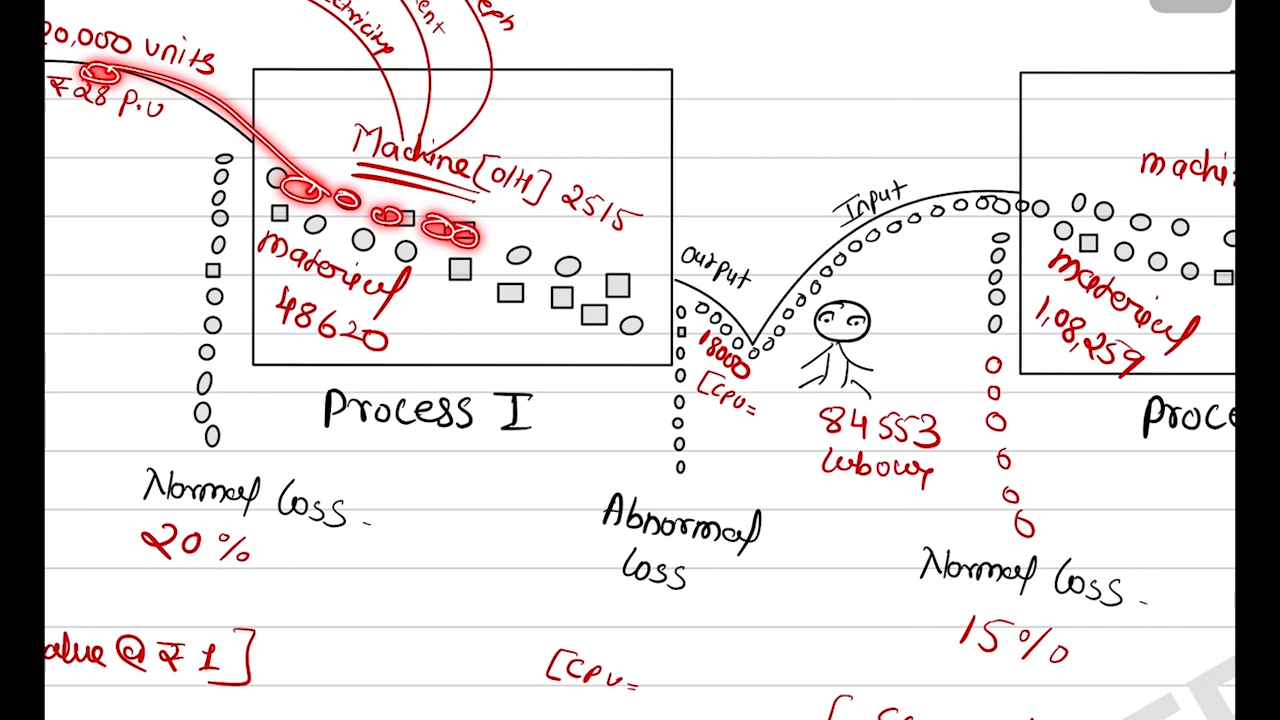 20,000 units
₹28 p.u
Machine [O/H] 2515
material
48620
Process I
Normal loss
20%
output
18000
[CPU=
Input
84553
labour
Abnormal
loss
machi
material
1,08,259
Proc
Normal loss
15%
alue @ ₹1]
[CPU=